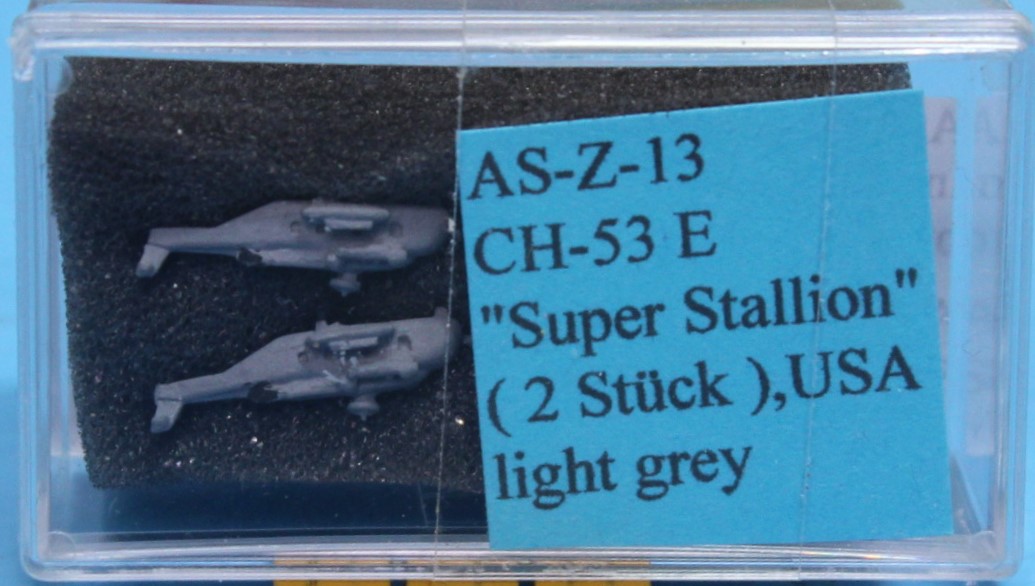 AS-Z-13
CH-53 E
"Super Stallion"
( 2 Stück ),USA
light grey